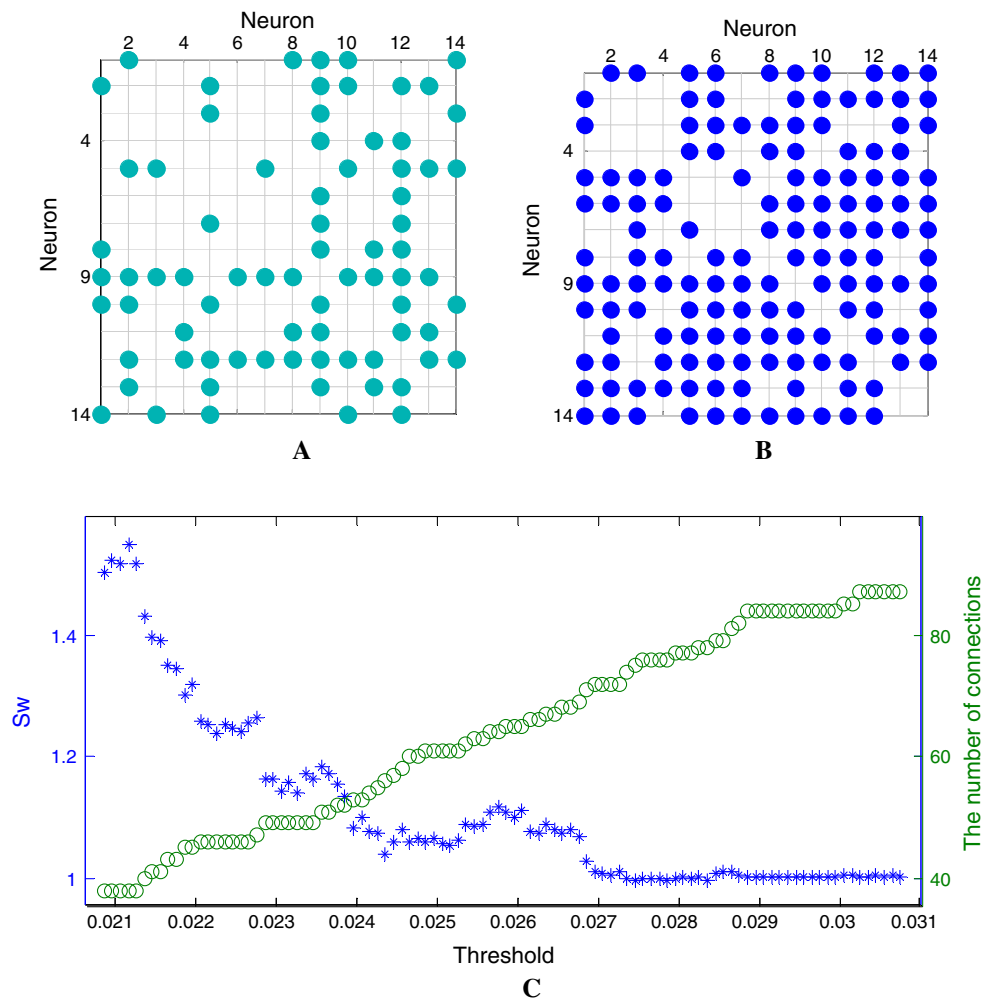 Neuron
2 4 6 8 10 12 14
4
9
14
Neuron
A
Neuron
2 4 6 8 10 12 14
4
9
14
Neuron
B
1.4
1.2
1
Sw
80
60
40
The number of connections
0.021 0.022 0.023 0.024 0.025 0.026 0.027 0.028 0.029 0.03 0.031
Threshold
C